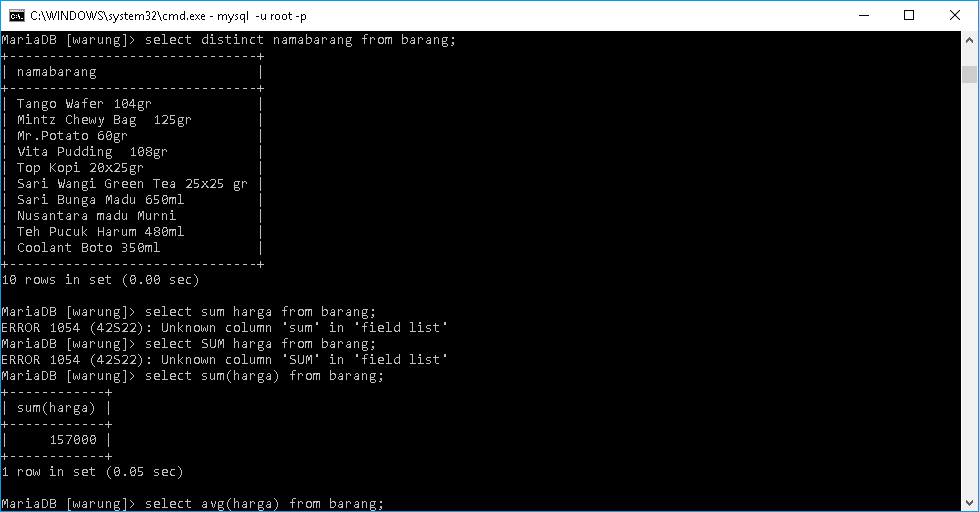 C:\WINDOWS\system32\cmd.exe - mysql -u root -p
MariaDB [warung]> select distinct namabarang from barang;
+------------------------------+
| namabarang                   |
+------------------------------+
| Tango Wafer 104gr            |
| Mintz Chewy Bag  125gr       |
| Mr.Potato 60gr               |
| Vita Pudding  108gr          |
| Top Kopi 20x25gr             |
| Sari Wangi Green Tea 25x25 gr |
| Sari Bunga Madu 650ml        |
| Nusantara madu Murni         |
| Teh Pucuk Harum 480ml        |
| Coolant Boto 350ml           |
+------------------------------+
10 rows in set (0.00 sec)
MariaDB [warung]> select sum harga from barang;
ERROR 1054 (42S22): Unknown column 'sum' in 'field list'
MariaDB [warung]> select SUM harga from barang;
ERROR 1054 (42S22): Unknown column 'SUM' in 'field list'
MariaDB [warung]> select sum(harga) from barang;
+------------+
| sum(harga) |
+------------+
|     157000 |
+------------+
1 row in set (0.05 sec)
MariaDB [warung]> select avg(harga) from barang;